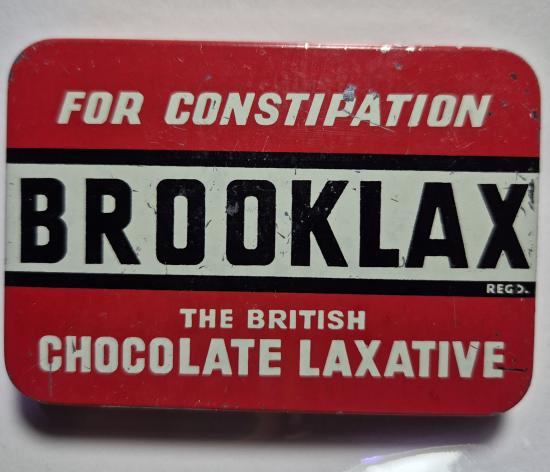 FOR CONSTIPATION
BROOKLAX
REGD.
THE BRITISH
CHOCOLATE LAXATIVE